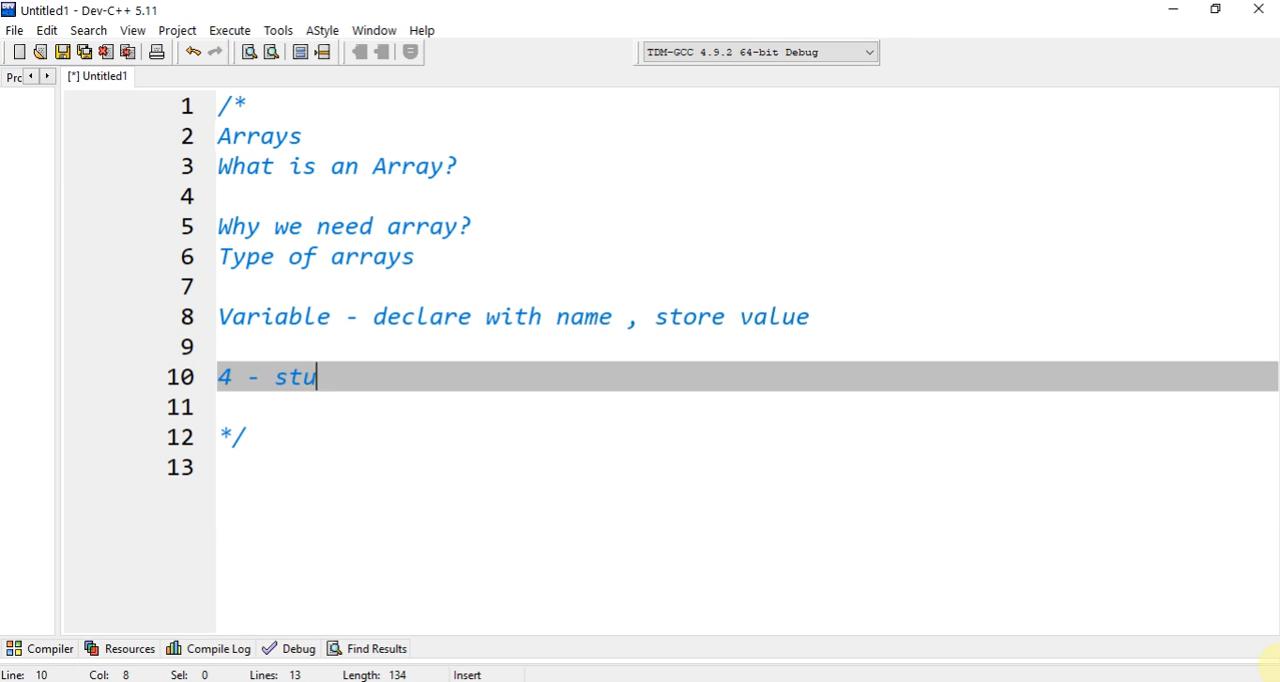 Untitled1 - Dev-C++ 5.11
File Edit Search View Project Execute Tools AStyle Window Help
TDM-GCC 4.9.2 64-bit Debug
Prc [*] Untitled1
1 /*
2 Arrays
3 What is an Array?
4
5 Why we need array?
6 Type of arrays
7
8 Variable - declare with name , store value
9
10 4 - stu
11
12 */
13
Compiler Resources Compile Log Debug Find Results
Line: 10 Col: 8 Sel: 0 Lines: 13 Length: 134 Insert